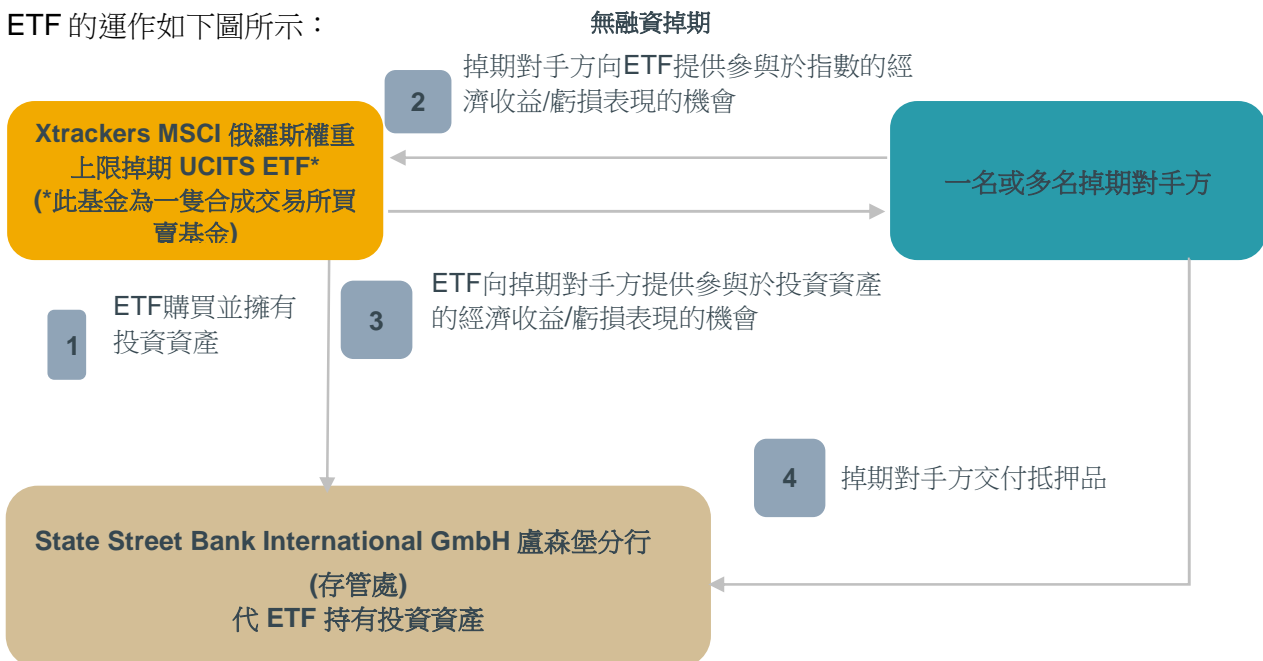 ETF 的運作如下圖所示：
無融資掉期
掉期對手方向ETF提供參與於指數的經
濟收益/虧損表現的機會
2
Xtrackers MSCI 俄羅斯權重
上限掉期 UCITS ETF*
(*此基金為一隻合成交易所買
賣基金)
一名或多名掉期對手方
1
ETF購買並擁有
投資資產
3
ETF向掉期對手方提供參與於投資資產
的經濟收益/虧損表現的機會
4
掉期對手方交付抵押品
State Street Bank International GmbH 盧森堡分行
(存管處)
代 ETF 持有投資資產